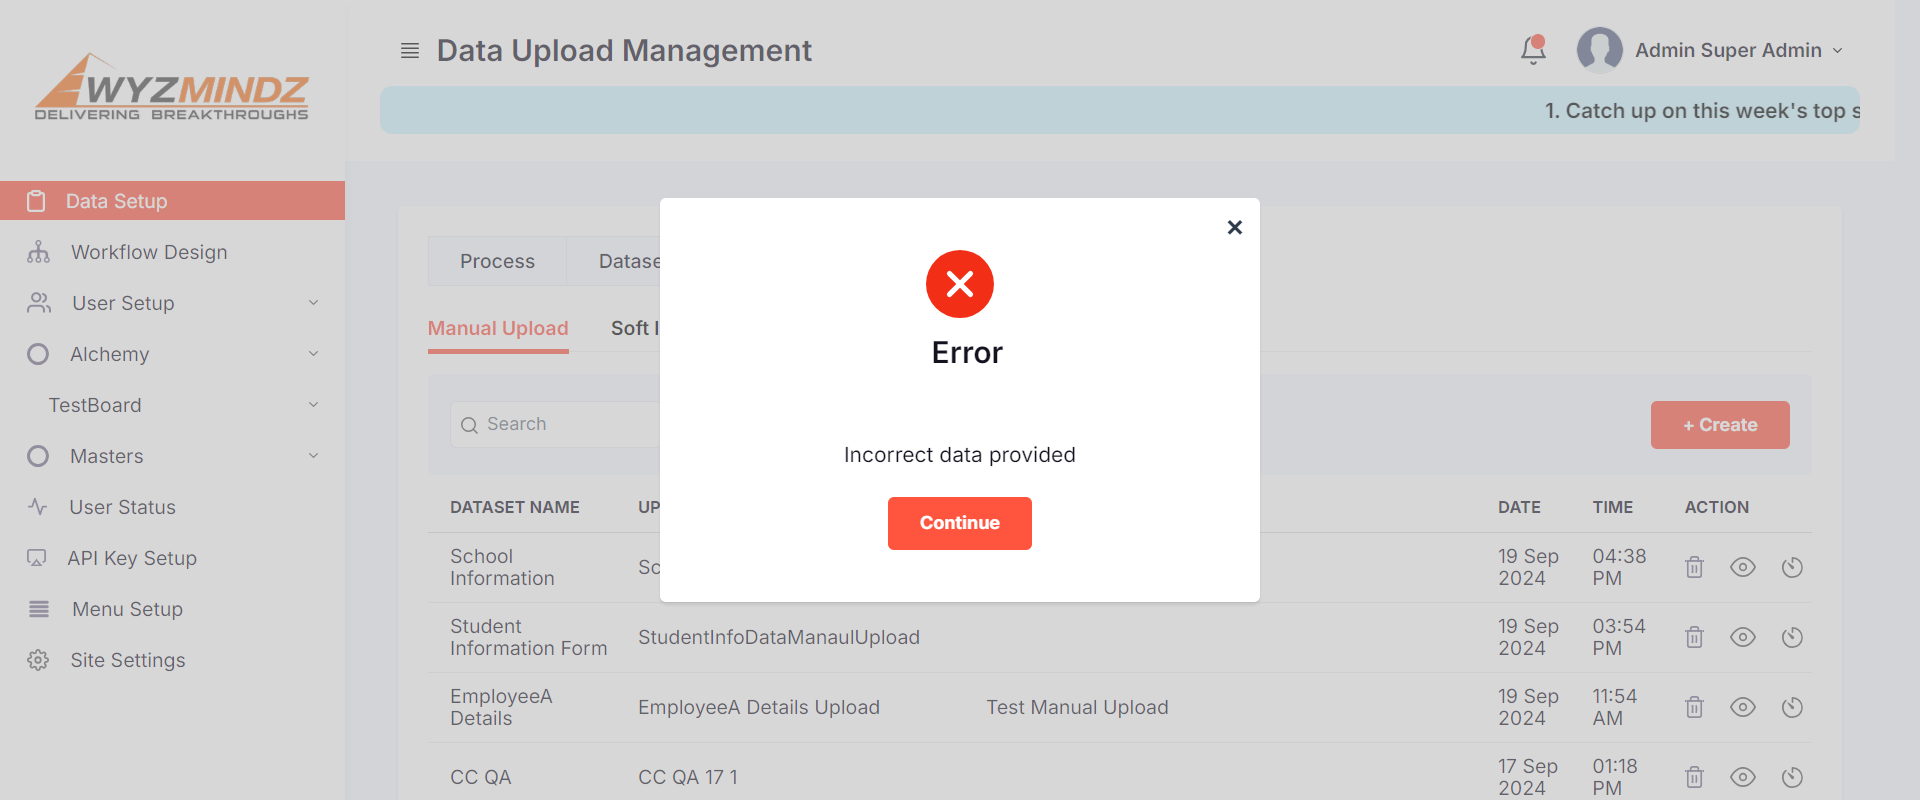 WYZMINDZ
DELIVERING BREAKTHROUGHS
Data Upload Management
Admin Super Admin
1. Catch up on this week's top s
Data Setup
Workflow Design
User Setup
Alchemy
TestBoard
Masters
User Status
API Key Setup
Menu Setup
Site Settings
Process
Datase
Manual Upload
Soft I
Search
+ Create
Error
Incorrect data provided
Continue
DATASET NAME UP DATE TIME ACTION
School Information Sc 19 Sep 2024 04:38 PM
Student Information Form StudentInfoDataManaulUpload 19 Sep 2024 03:54 PM
EmployeeA Details EmployeeA Details Upload Test Manual Upload 19 Sep 2024 11:54 AM
CC QA CC QA 17 1 17 Sep 2024 01:18 PM